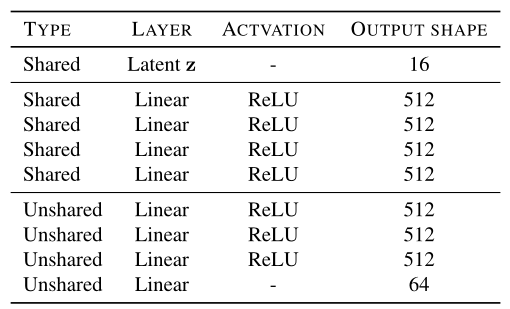 TYPE LAYER ACTVATION OUTPUT SHAPE
Shared Latent z - 16
Shared Linear ReLU 512
Shared Linear ReLU 512
Shared Linear ReLU 512
Shared Linear ReLU 512
Unshared Linear ReLU 512
Unshared Linear ReLU 512
Unshared Linear ReLU 512
Unshared Linear - 64